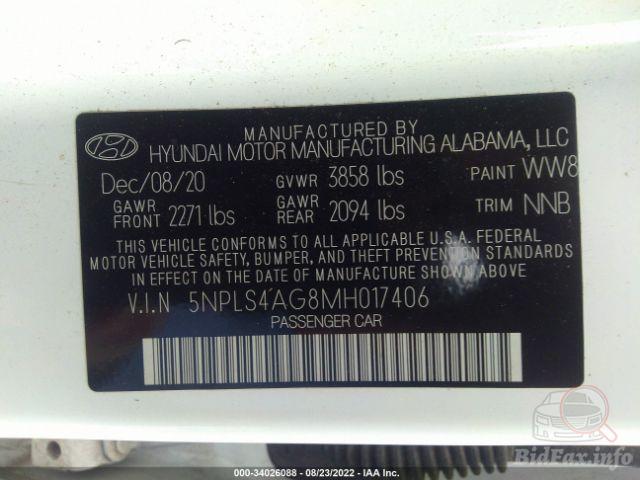 MANUFACTURED BY
HYUNDAI MOTOR MANUFACTURING ALABAMA, LLC
Dec/08/20 GVWR 3858 lbs PAINT WW8
GAWR FRONT 2271 lbs GAWR REAR 2094 lbs TRIM NNB
THIS VEHICLE CONFORMS TO ALL APPLICABLE U.S.A. FEDERAL
MOTOR VEHICLE SAFETY, BUMPER, AND THEFT PREVENTION STANDARDS
IN EFFECT ON THE DATE OF MANUFACTURE SHOWN ABOVE.
V.I.N 5NPLS4AG8MH017406
PASSENGER CAR
BidFax.info
000-34026088 - 08/23/2022 - IAA Inc.